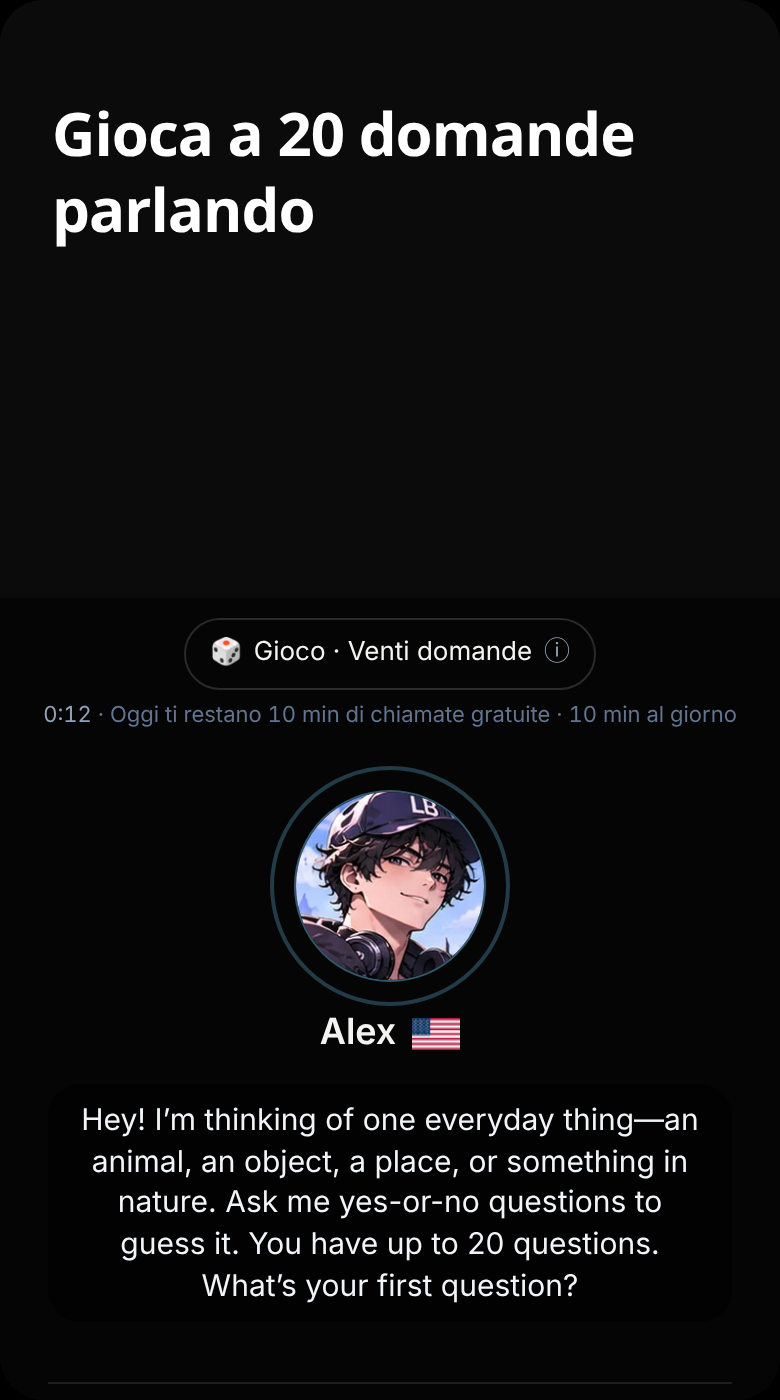 Gioca a 20 domande
parlando
Gioco · Venti domande ⓘ
0:12 · Oggi ti restano 10 min di chiamate gratuite · 10 min al giorno
LB
Alex
Hey! I’m thinking of one everyday thing—an
animal, an object, a place, or something in
nature. Ask me yes-or-no questions to
guess it. You have up to 20 questions.
What’s your first question?